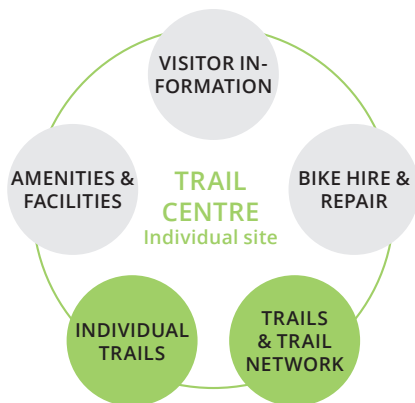 VISITOR IN-
FORMATION
AMENITIES &
FACILITIES
TRAIL
CENTRE
Individual site
BIKE HIRE &
REPAIR
INDIVIDUAL
TRAILS
TRAILS
& TRAIL
NETWORK